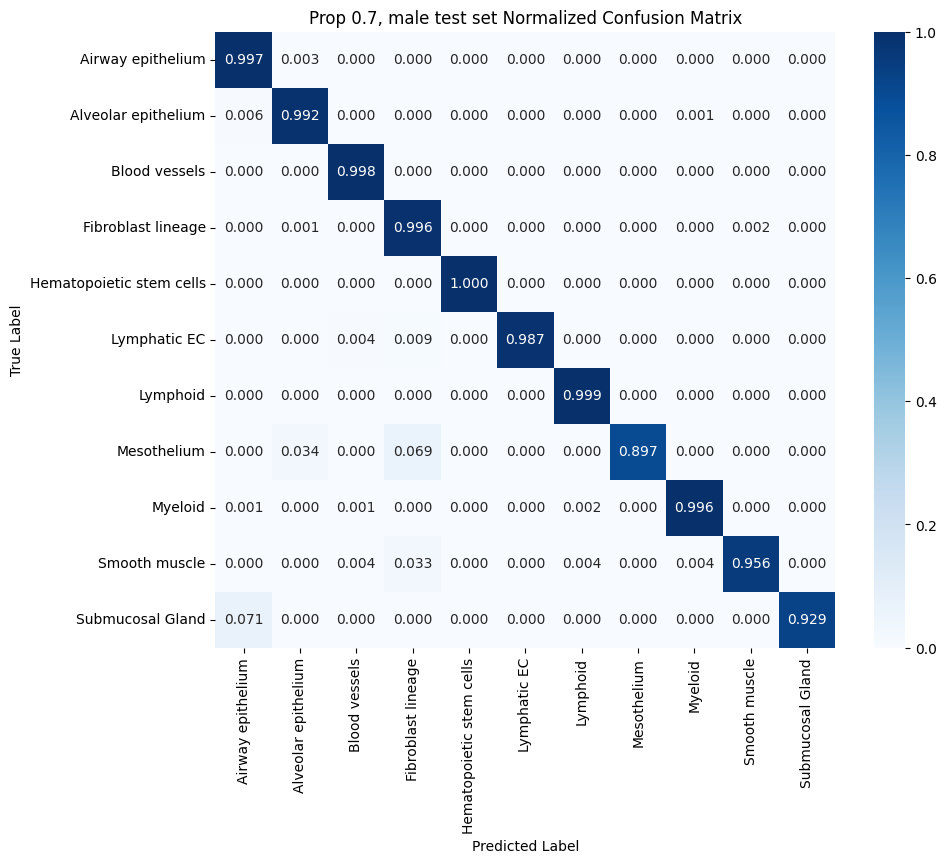 Prop 0.7, male test set Normalized Confusion Matrix
Airway epithelium 0.997 0.003 0.000 0.000 0.000 0.000 0.000 0.000 0.000 0.000 0.000
Alveolar epithelium 0.006 0.992 0.000 0.000 0.000 0.000 0.000 0.000 0.001 0.000 0.000
Blood vessels 0.000 0.000 0.998 0.000 0.000 0.000 0.000 0.000 0.000 0.000 0.000
Fibroblast lineage 0.000 0.001 0.000 0.996 0.000 0.000 0.000 0.000 0.000 0.002 0.000
Hematopoietic stem cells 0.000 0.000 0.000 0.000 1.000 0.000 0.000 0.000 0.000 0.000 0.000
Lymphatic EC 0.000 0.000 0.004 0.009 0.000 0.987 0.000 0.000 0.000 0.000 0.000
Lymphoid 0.000 0.000 0.000 0.000 0.000 0.000 0.999 0.000 0.000 0.000 0.000
Mesothelium 0.000 0.034 0.000 0.069 0.000 0.000 0.000 0.897 0.000 0.000 0.000
Myeloid 0.001 0.000 0.001 0.000 0.000 0.000 0.002 0.000 0.996 0.000 0.000
Smooth muscle 0.000 0.000 0.004 0.033 0.000 0.000 0.004 0.000 0.004 0.956 0.000
Submucosal Gland 0.071 0.000 0.000 0.000 0.000 0.000 0.000 0.000 0.000 0.000 0.929
True Label
Airway epithelium
Alveolar epithelium
Blood vessels
Fibroblast lineage
Hematopoietic stem cells
Lymphatic EC
Lymphoid
Mesothelium
Myeloid
Smooth muscle
Submucosal Gland
Predicted Label
1.0
0.8
0.6
0.4
0.2
0.0